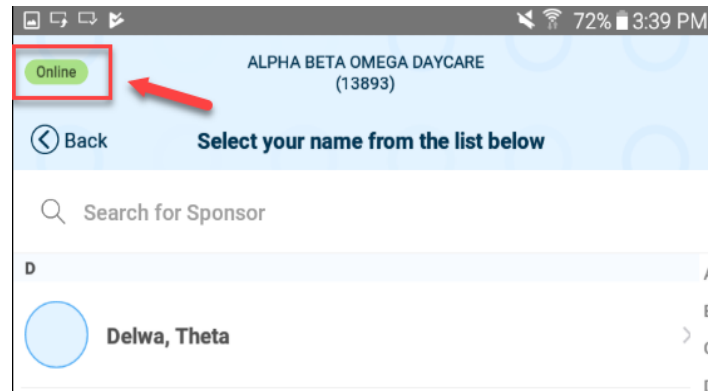 72% 3:39 PM
Online
ALPHA BETA OMEGA DAYCARE
(13893)
Back
Select your name from the list below
Search for Sponsor
D
Delwa, Theta